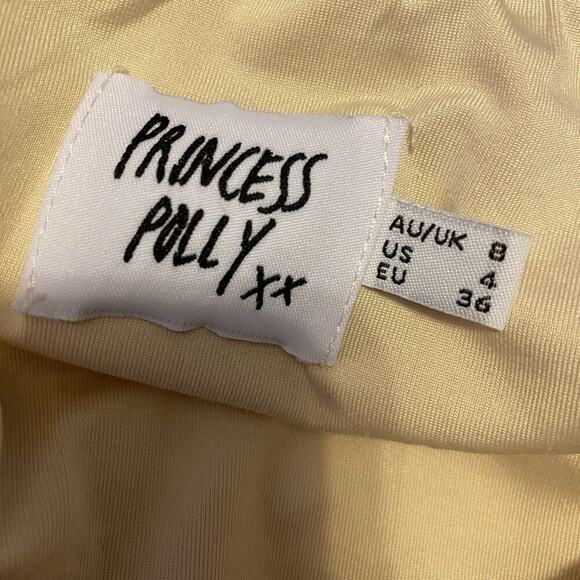 PRINCESS
POLLY xx
AU/UK 8
US 4
EU 36